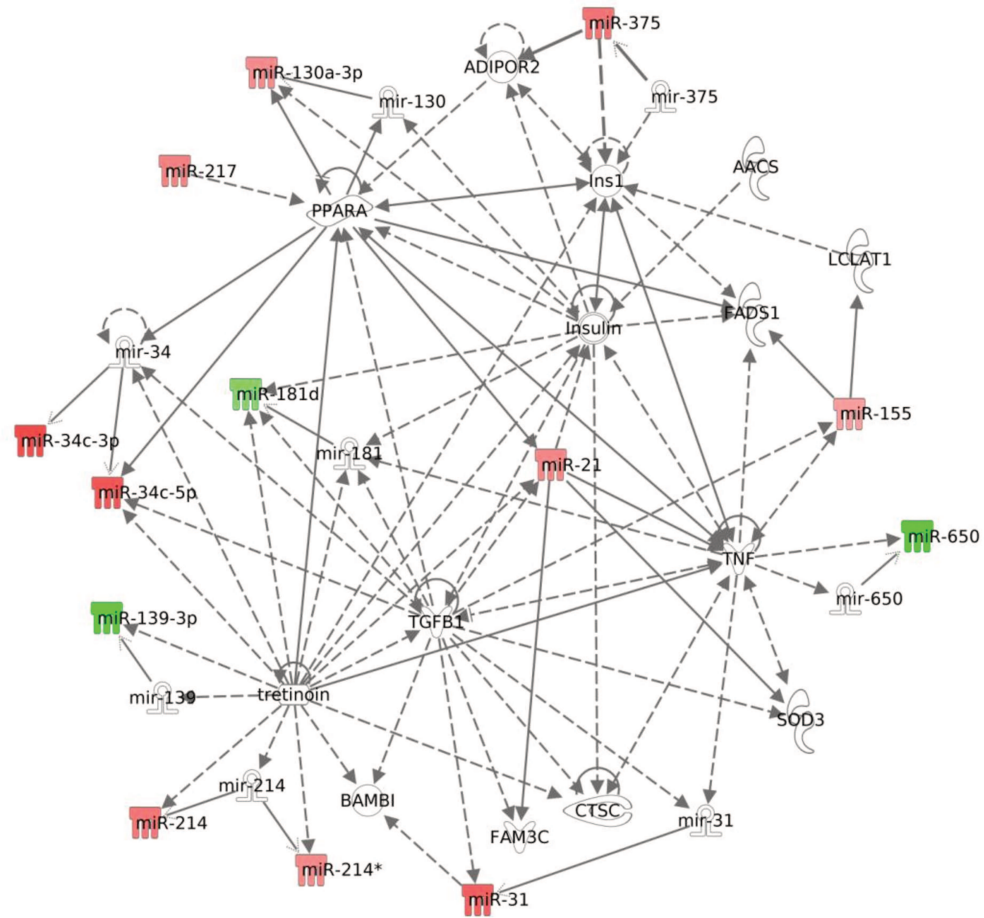 miR-375
ADIPOR2
miR-130a-3p
mir-130
mir-375
AACS
miR-217
Ins1
PPARA
LCLAT1
FADS1
Insulin
mir-34
miR-181d
miR-155
miR-34c-3p
mir-181
miR-21
miR-34c-5p
miR-650
TNF
mir-650
miR-139-3p
TGFB1
mir-139
tretinoin
SOD3
mir-214
BAMBI
CTSC
mir-31
miR-214
FAM3C
miR-214*
miR-31